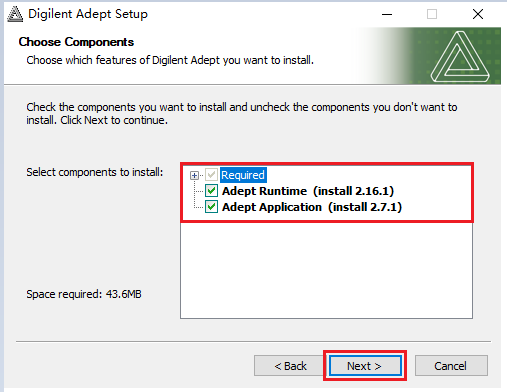 Digilent Adept Setup
Choose Components
Choose which features of Digilent Adept you want to install.
Check the components you want to install and uncheck the components you don't want to
install. Click Next to continue.
Select components to install:
Required
Adept Runtime (install 2.16.1)
Adept Application (install 2.7.1)
Space required: 43.6MB
< Back
Next >
Cancel